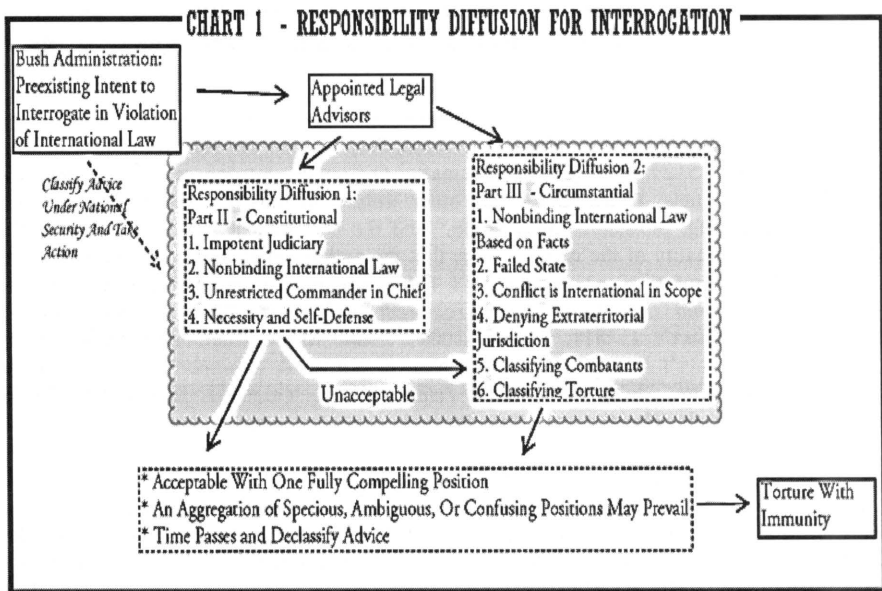 CHART 1 - RESPONSIBILITY DIFFUSION FOR INTERROGATION
Bush Administration:
Preexisting Intent to
Interrogate in Violation
of International Law
Appointed Legal
Advisors
Classify Advice
Under National
Security And Take
Action
Responsibility Diffusion 1:
Part II - Constitutional
1. Impotent Judiciary
2. Nonbinding International Law
3. Unrestricted Commander in Chief
4. Necessity and Self-Defense
Responsibility Diffusion 2:
Part III - Circumstantial
1. Nonbinding International Law
Based on Facts
2. Failed State
3. Conflict is International in Scope
4. Denying Extraterritorial
Jurisdiction
5. Classifying Combatants
6. Classifying Torture
Unacceptable
* Acceptable With One Fully Compelling Position
* An Aggregation of Specious, Ambiguous, Or Confusing Positions May Prevail
* Time Passes and Declassify Advice
Torture With
Immunity